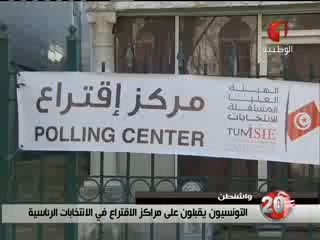 الوطنية
مركز إقتراع
POLLING CENTER
الهيئة
العليا
المستقلة
للانتخابات
TUNISIE
واشنطن
20
التونسيون يقبلون على مراكز الاقتراع في الانتخابات الرئاسية